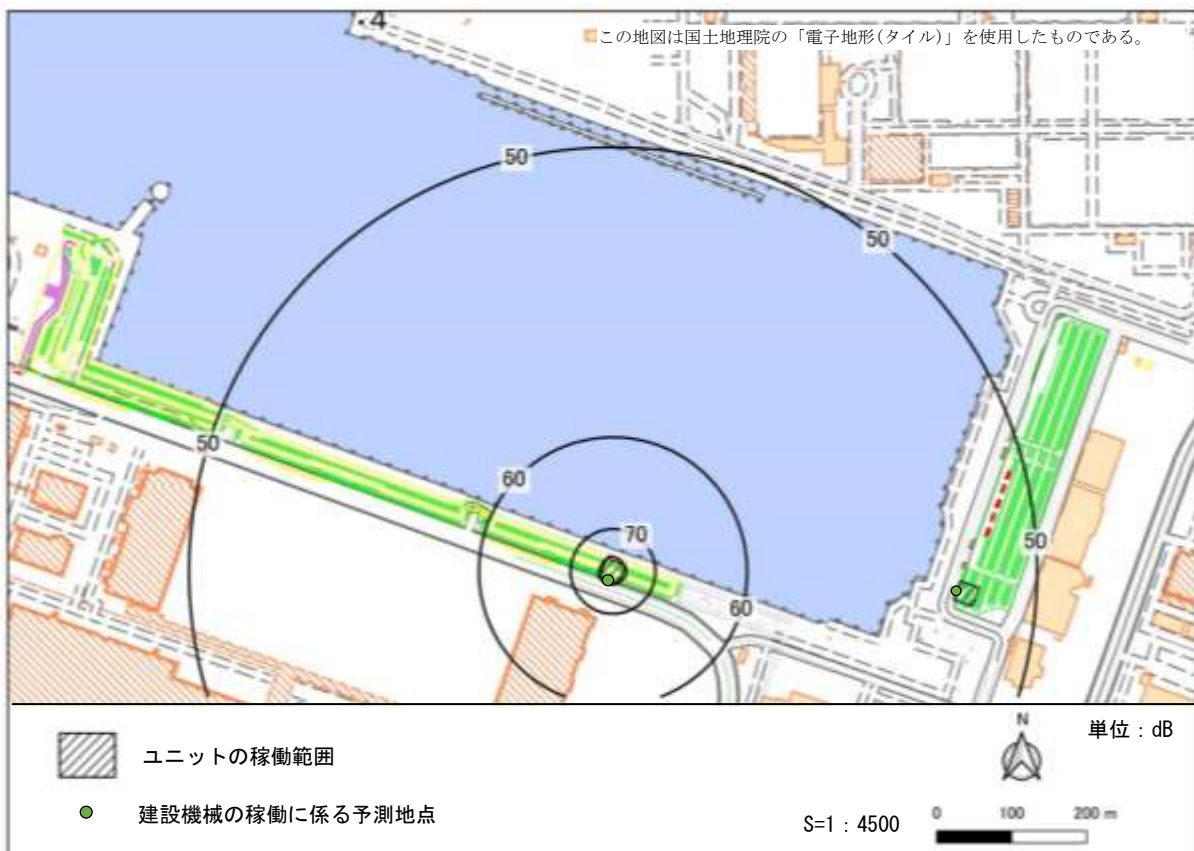 ・4
この地図は国土地理院の「電子地形(タイル)」を使用したものである。
50
50
50
60
70
50
60
N
単位：dB
ユニットの稼働範囲
建設機械の稼働に係る予測地点
S=1：4500
0 100 200 m